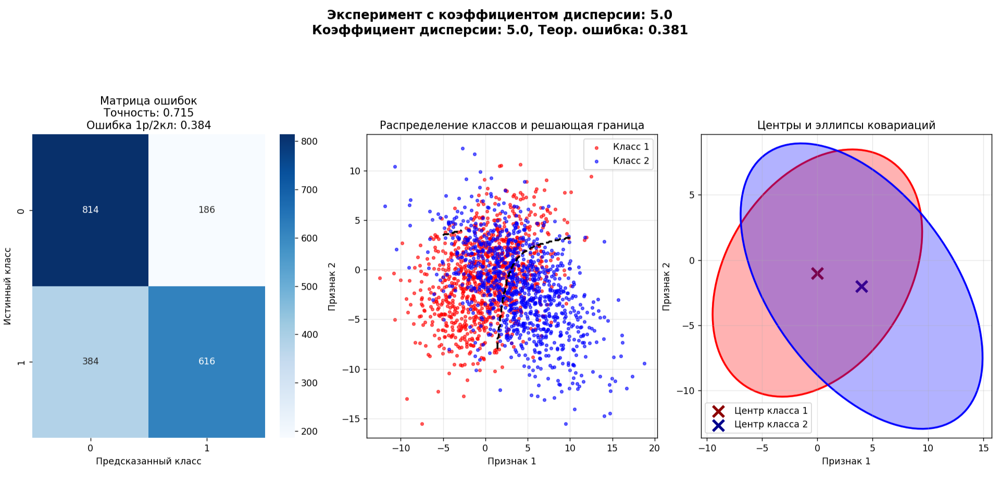 Эксперимент с коэффициентом дисперсии: 5.0
Коэффициент дисперсии: 5.0, Теор. ошибка: 0.381
Матрица ошибок
Точность: 0.715
Ошибка 1р/2кл: 0.384
814
186
384
616
0
1
0
1
Истинный класс
Предсказанный класс
800
700
600
500
400
300
200
Распределение классов и решающая граница
Класс 1
Класс 2
10
5
0
−5
−10
−15
Признак 2
−10
−5
0
5
10
15
20
Признак 1
Центры и эллипсы ковариаций
5
0
−5
−10
Признак 2
Центр класса 1
Центр класса 2
−10
−5
0
5
10
15
Признак 1